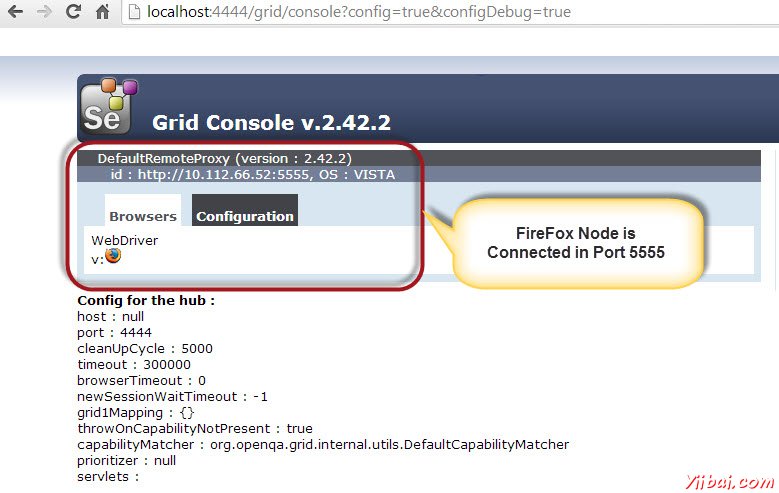 localhost:4444/grid/console?config=true&configDebug=true
Se
Grid Console v.2.42.2
DefaultRemoteProxy (version : 2.42.2)
id : http://10.112.66.52:5555, OS : VISTA
Browsers
Configuration
WebDriver
v:
FireFox Node is
Connected in Port 5555
Config for the hub :
host : null
port : 4444
cleanUpCycle : 5000
timeout : 300000
browserTimeout : 0
newSessionWaitTimeout : -1
grid1Mapping : {}
throwOnCapabilityNotPresent : true
capabilityMatcher : org.openqa.grid.internal.utils.DefaultCapabilityMatcher
prioritizer : null
servlets :
Yiibai.com